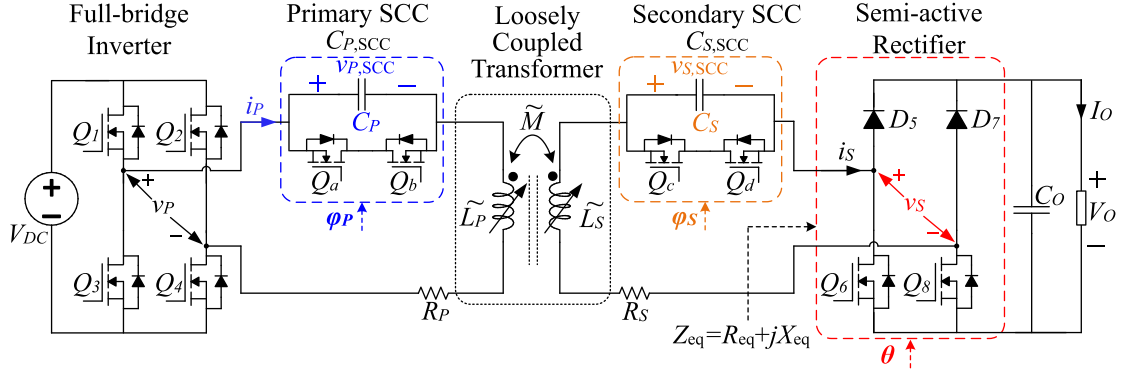 Full-bridge
Inverter
Primary SCC
C_P,SCC
Loosely
Coupled
Transformer
Secondary SCC
C_S,SCC
Semi-active
Rectifier
v_P,SCC
+ −
C_P
v_S,SCC
+ −
C_S
Q_1 Q_2
i_P
M̃
D_5 D_7
I_O
Q_a Q_b
Q_c Q_d
i_S
+
v_P
−
+
−
V_DC
φ_P
L̃_P L̃_S
φ_S
+
v_S
−
C_O
+
V_O
−
Q_3 Q_4
R_P
R_S
Q_6 Q_8
Z_eq=R_eq+jX_eq
θ